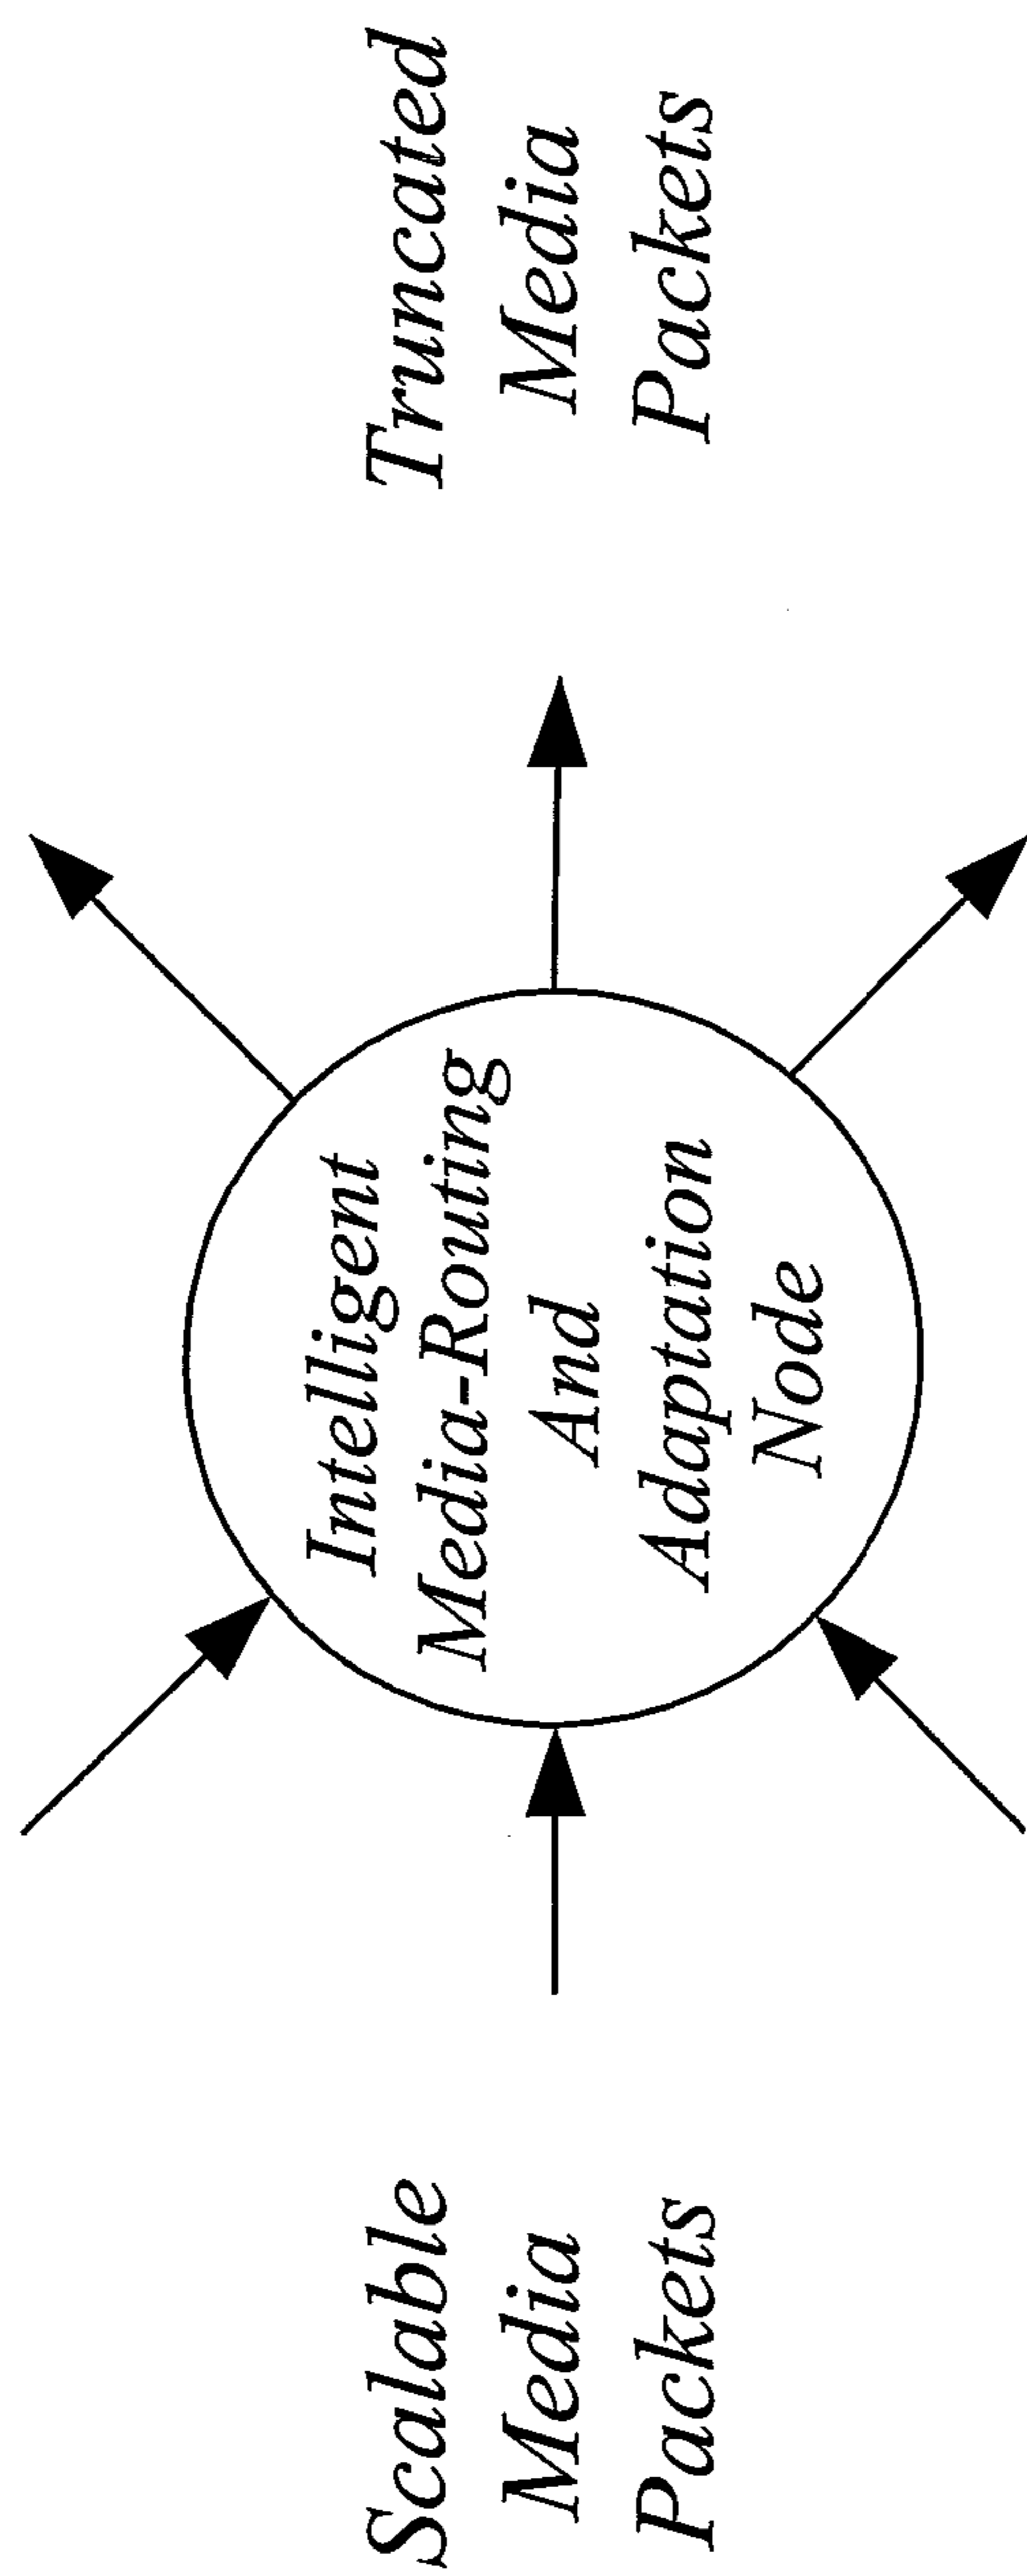 Scalable
Media
Packets
Intelligent
Media-Routing
And
Adaptation
Node
Truncated
Media
Packets